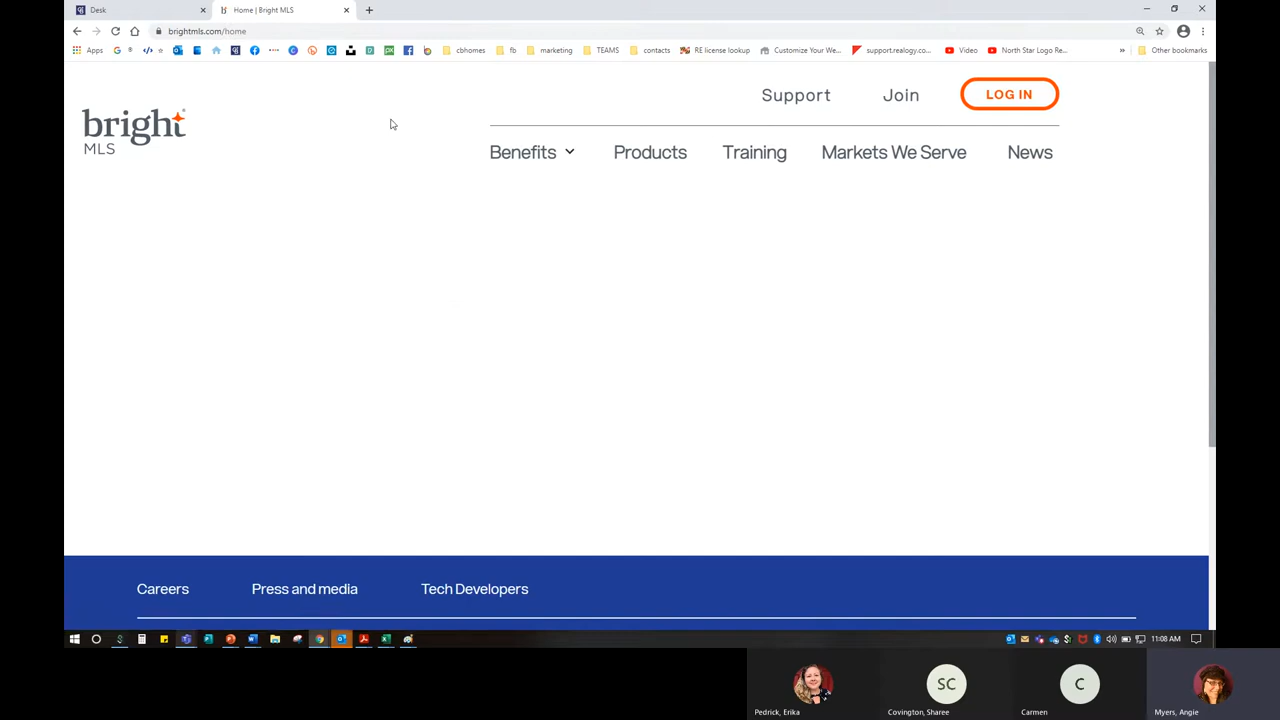 Desk
Home | Bright MLS
brightmls.com/home
Apps
cbhomes
fb
marketing
TEAMS
contacts
RE license lookup
Customize Your We...
support.realogy.co...
Video
North Star Logo Re...
»
Other bookmarks
Support
Join
LOG IN
bright
MLS
Benefits
Products
Training
Markets We Serve
News
Careers
Press and media
Tech Developers
11:08 AM
SC
C
Pedrick, Erika
Covington, Sharee
Carmen
Myers, Angie